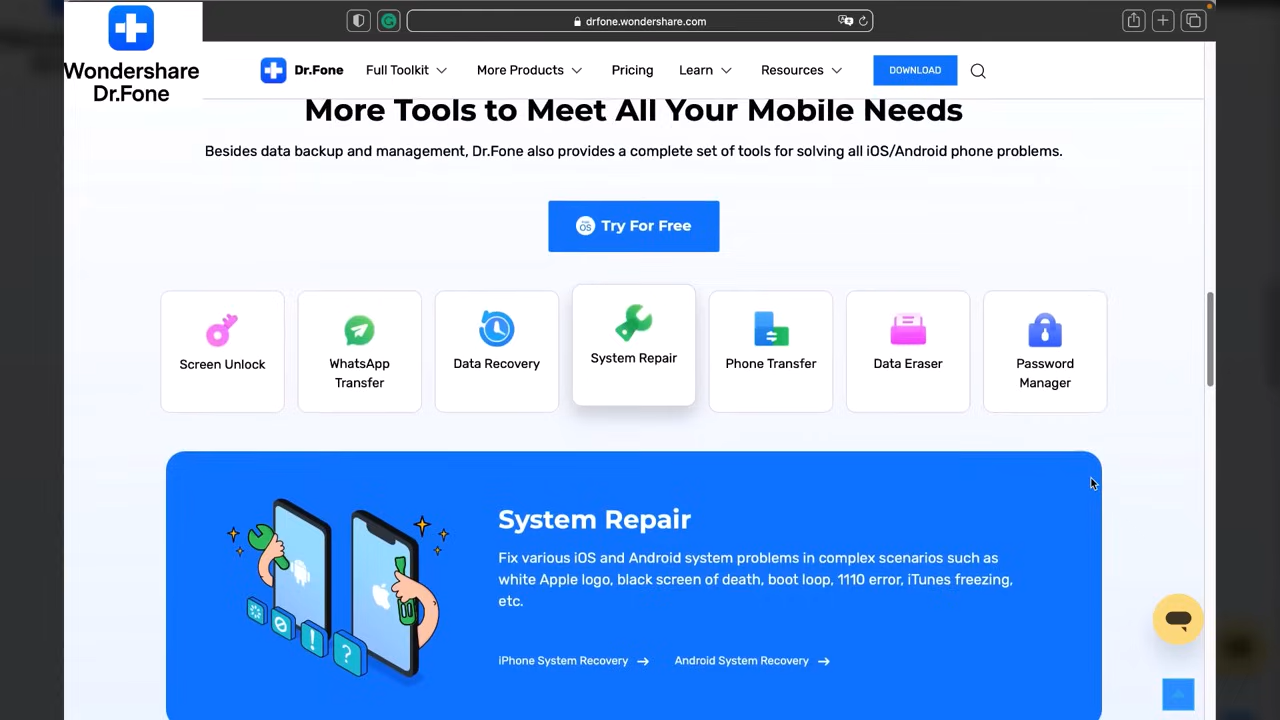 drfone.wondershare.com
Wondershare
Dr.Fone
Dr.Fone Full Toolkit More Products Pricing Learn Resources DOWNLOAD
More Tools to Meet All Your Mobile Needs
Besides data backup and management, Dr.Fone also provides a complete set of tools for solving all iOS/Android phone problems.
Try For Free
Screen Unlock
WhatsApp
Transfer
Data Recovery
System Repair
Phone Transfer
Data Eraser
Password
Manager
System Repair
Fix various iOS and Android system problems in complex scenarios such as
white Apple logo, black screen of death, boot loop, 1110 error, iTunes freezing,
etc.
iPhone System Recovery → Android System Recovery →